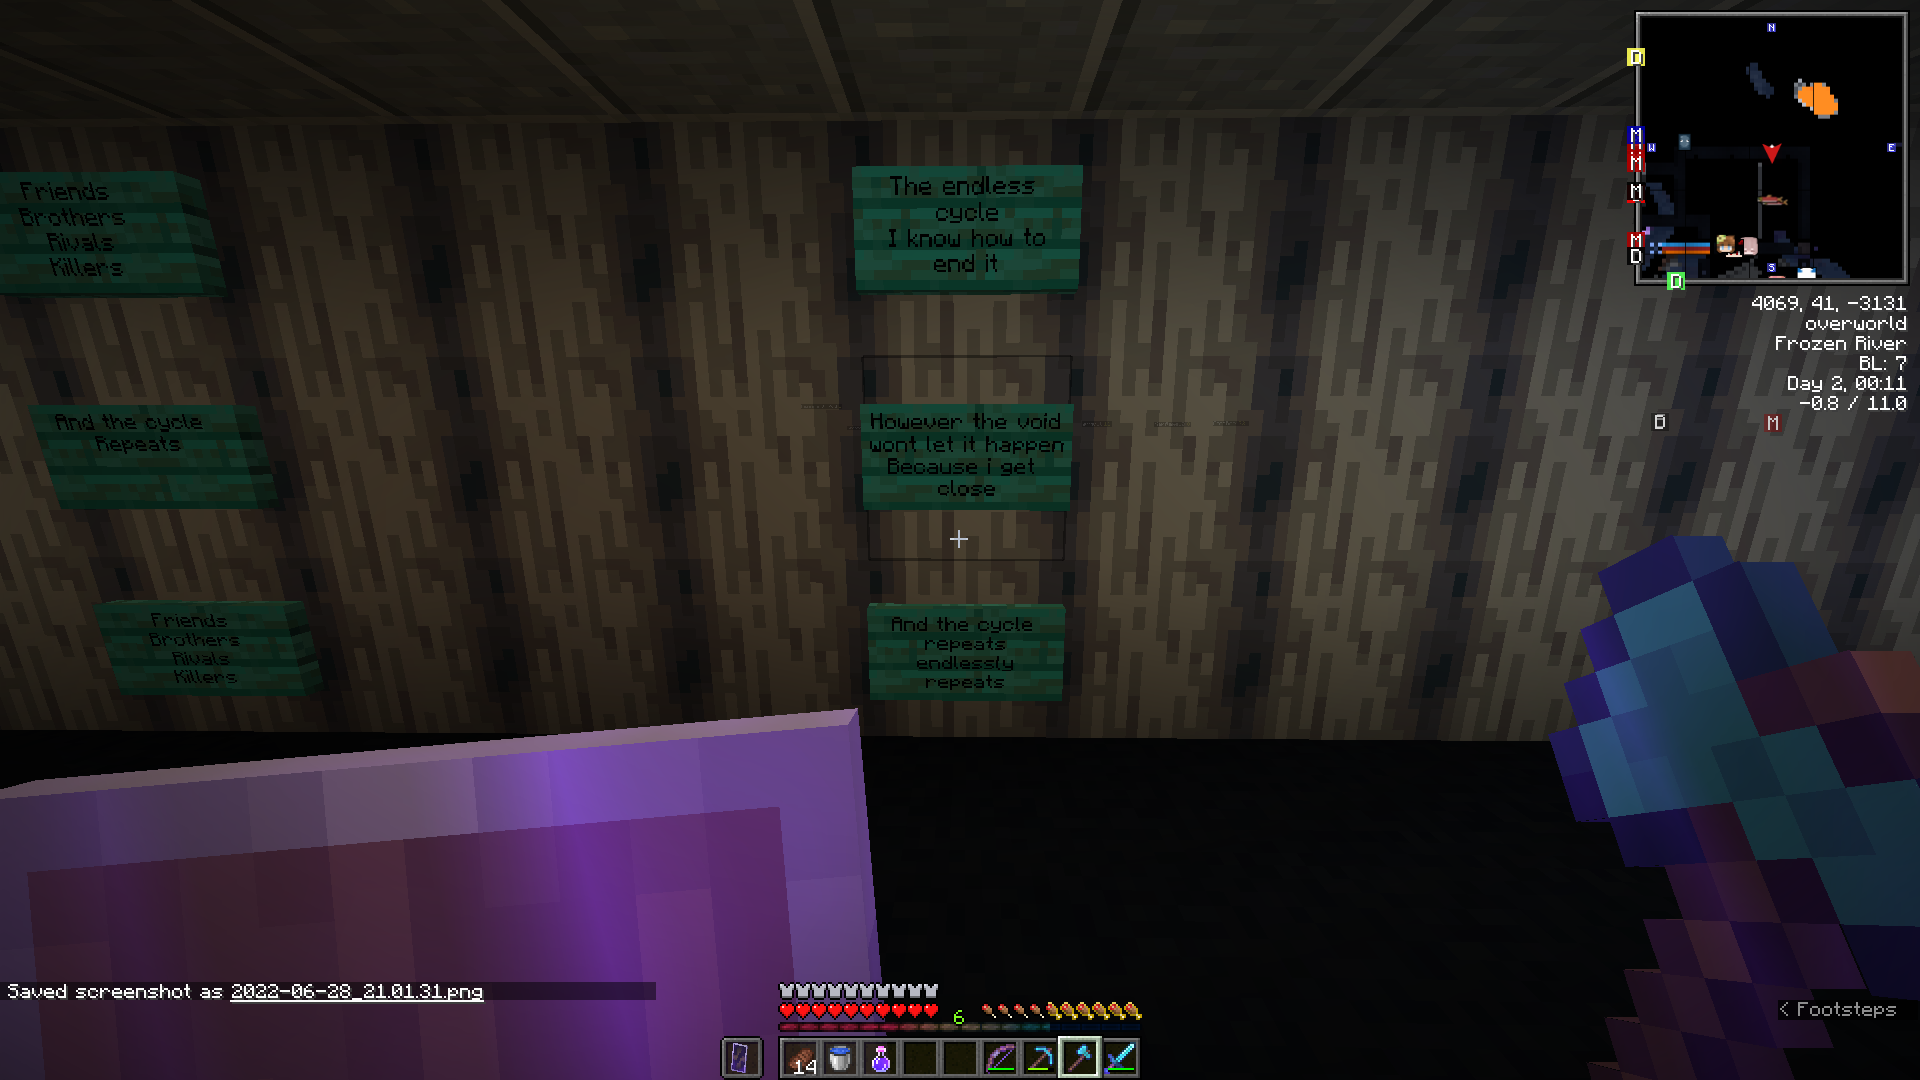 Friends
Brothers
Rivals
Killers
And the cycle
Repeats
Friends
Brothers
Rivals
Killers
The endless
cycle
I know how to
end it
However the void
wont let it happen
Because i get
close
And the cycle
repeats
endlessly
repeats
N
W
E
S
D
M
M
M
M
D
D
4069, 41, -3131
overworld
Frozen River
BL: 7
Day 2, 00:11
-0.8 / 11.0
D
M
Saved screenshot as 2022-06-28_21.01.31.png
6
14
< Footsteps